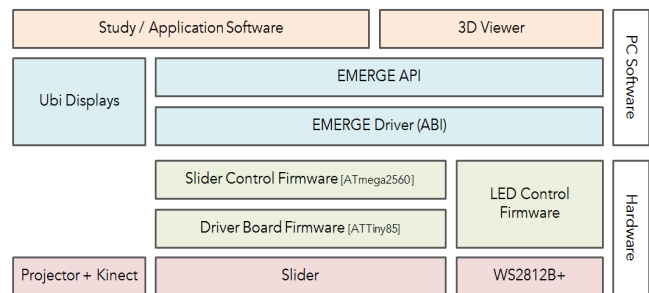 Study / Application Software
3D Viewer
PC Software
Ubi Displays
EMERGE API
EMERGE Driver (ABI)
Slider Control Firmware [ATmega2560]
LED Control
Firmware
Driver Board Firmware [ATTiny85]
Hardware
Projector + Kinect
Slider
WS2812B+